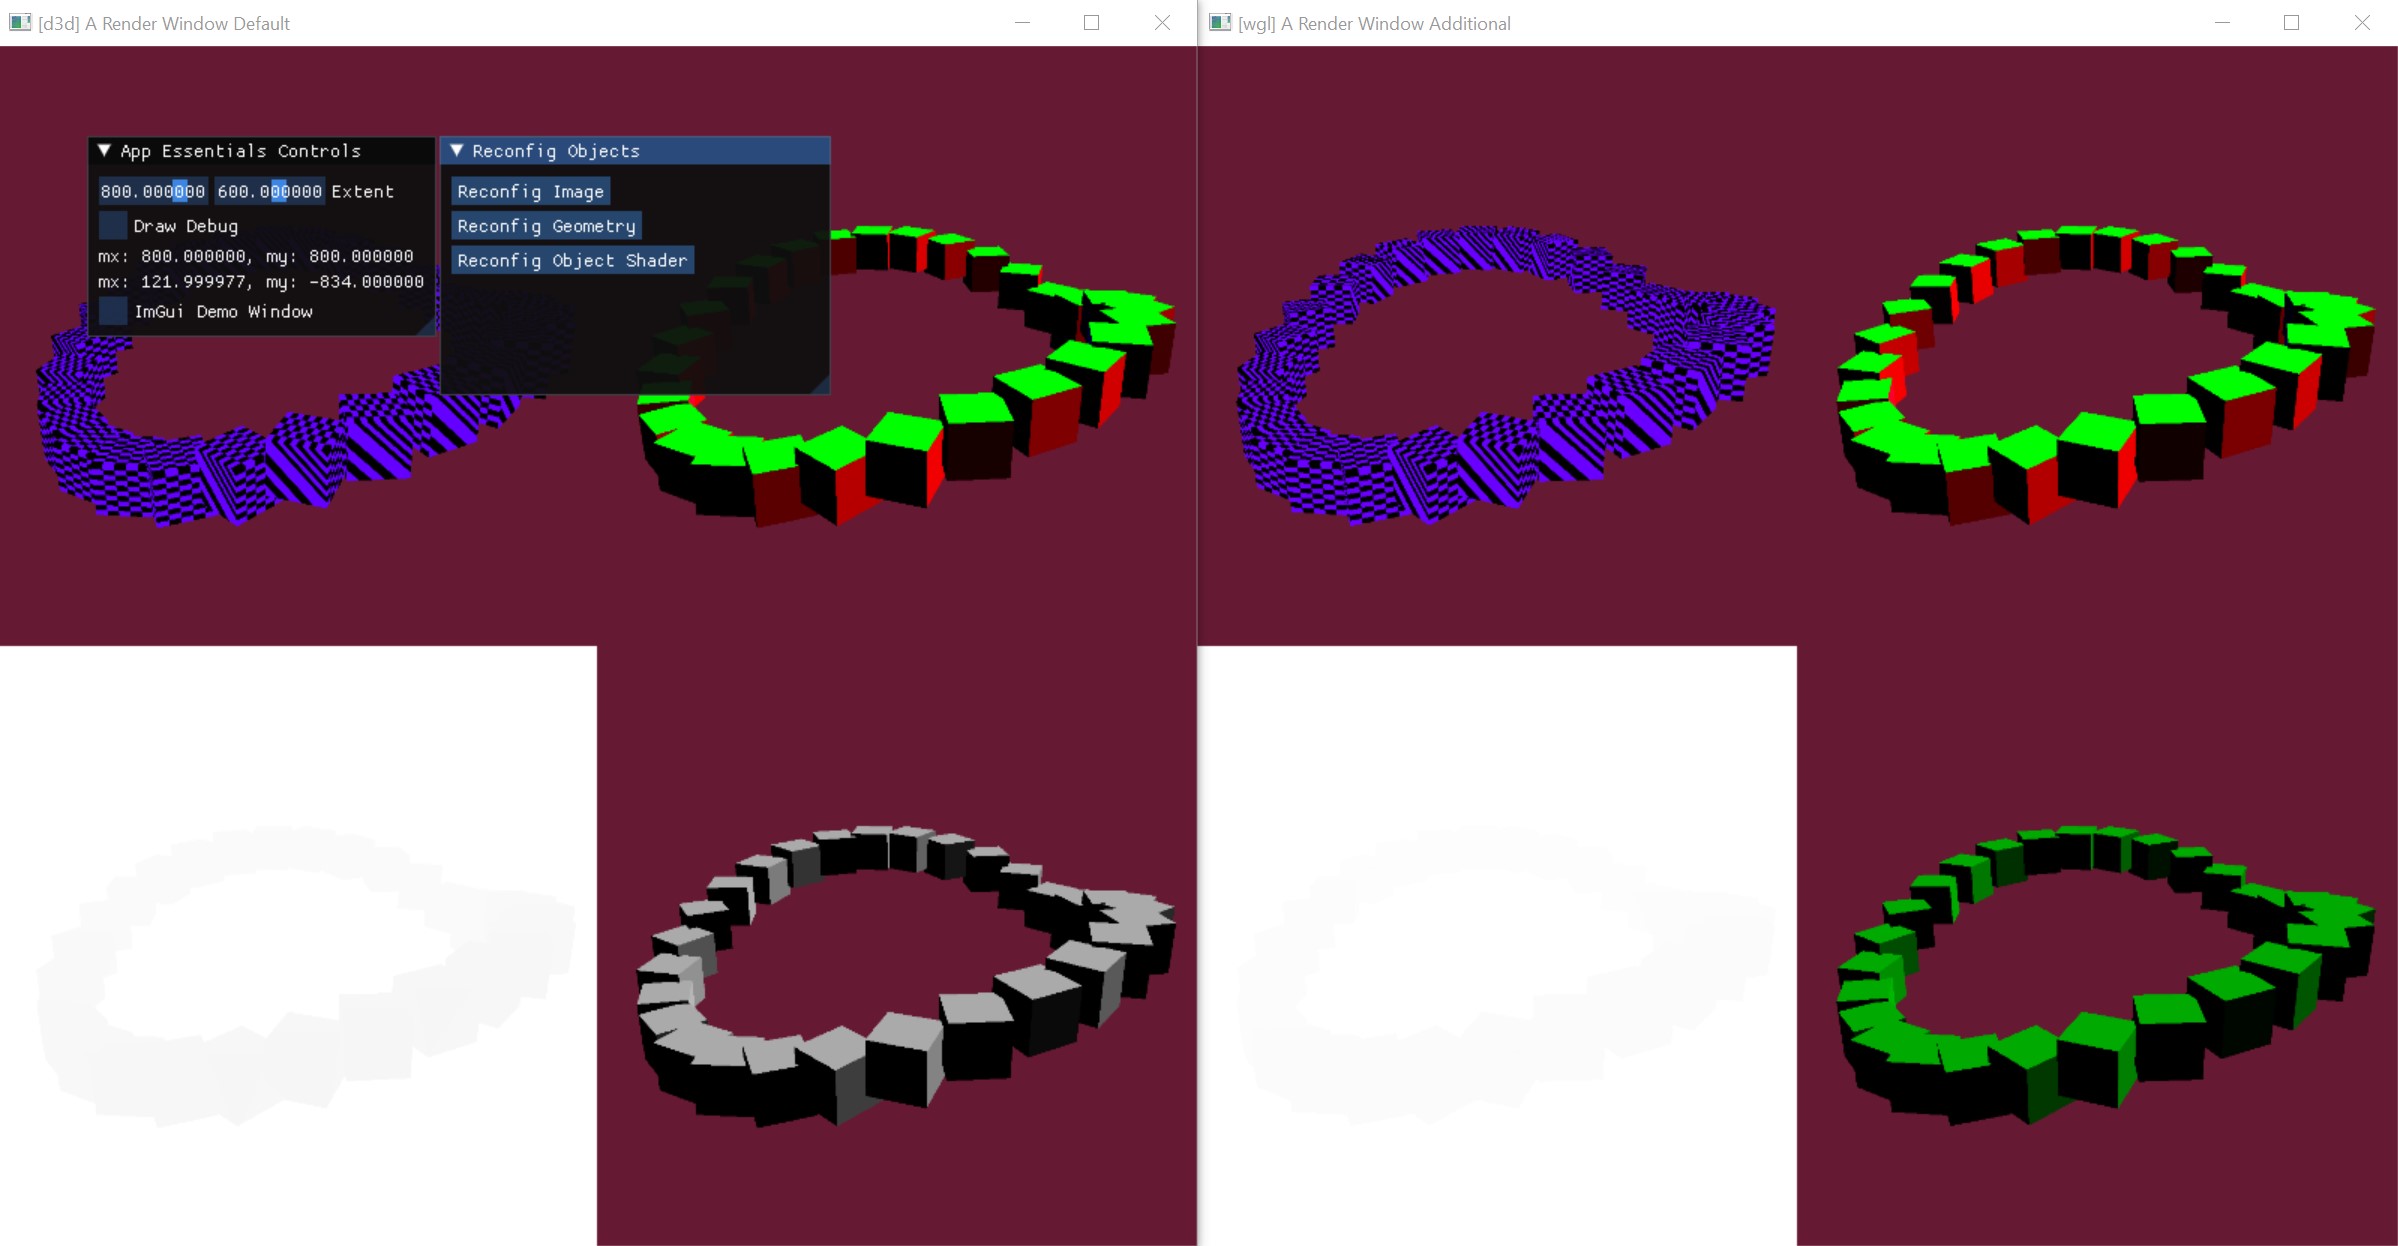 [d3d] A Render Window Default
[wgl] A Render Window Additional
App Essentials Controls
800.000000 600.000000 Extent
Draw Debug
mx: 800.000000, my: 800.000000
mx: 121.999977, my: -834.000000
ImGui Demo Window
Reconfig Objects
Reconfig Image
Reconfig Geometry
Reconfig Object Shader